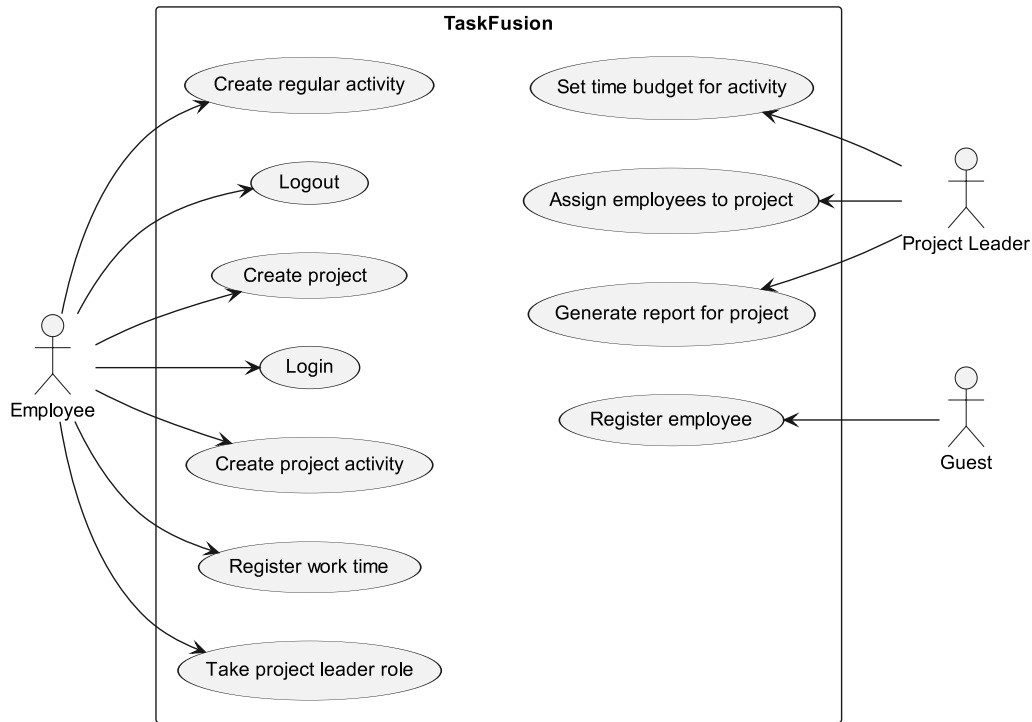 TaskFusion
Create regular activity
Logout
Create project
Login
Create project activity
Register work time
Take project leader role
Employee
Set time budget for activity
Assign employees to project
Generate report for project
Register employee
Project Leader
Guest